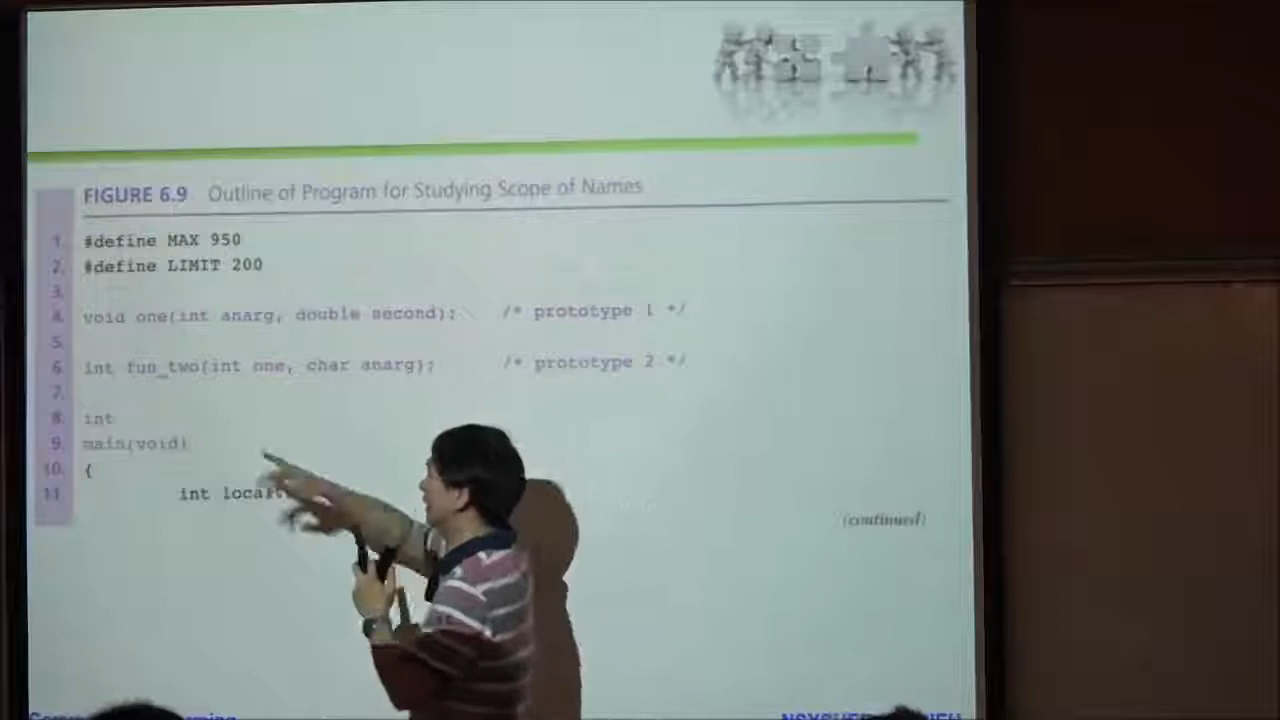 FIGURE 6.9 Outline of Program for Studying Scope of Names
1. #define MAX 950
2. #define LIMIT 200
3.
4. void one(int anarg, double second); /* prototype 1 */
5.
6. int fun_two(int one, char anarg); /* prototype 2 */
7.
8. int
9. main(void)
10. {
11. int
(continued)